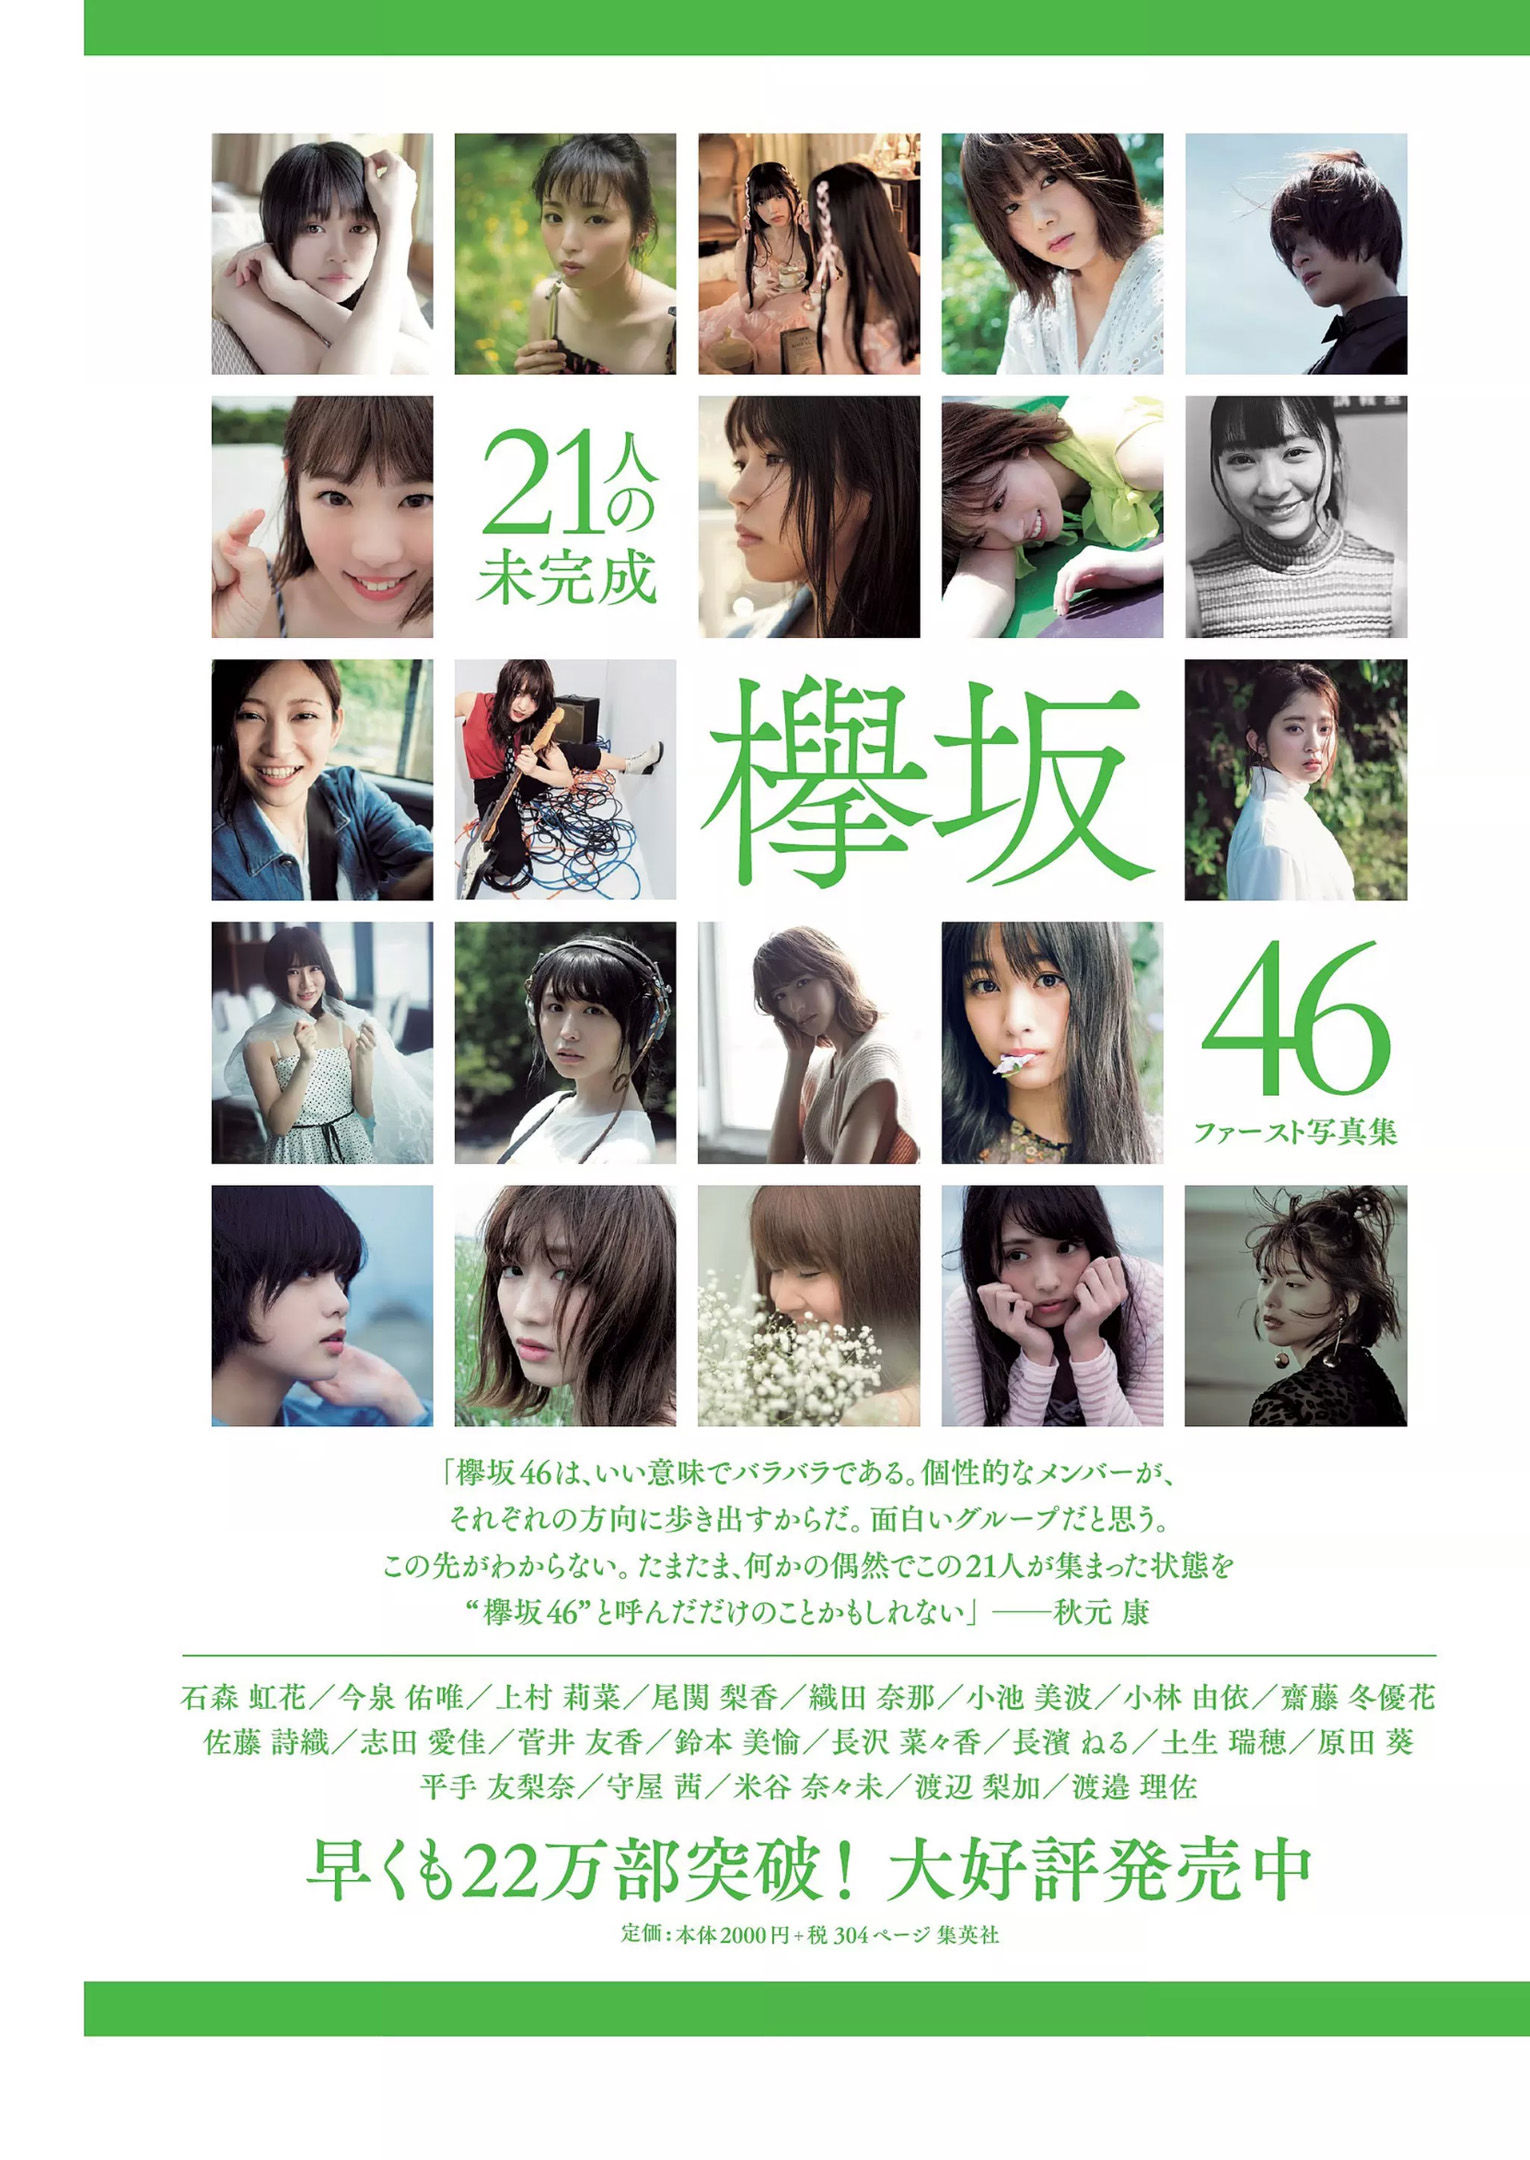 21人の
未完成
欅坂
46
ファースト写真集
「欅坂46は、いい意味でバラバラである。個性的なメンバーが、
それぞれの方向に歩き出すからだ。面白いグループだと思う。
この先がわからない。たまたま、何かの偶然でこの21人が集まった状態を
“欅坂46”と呼んだだけのことかもしれない」――秋元 康
石森 虹花／今泉 佑唯／上村 莉菜／尾関 梨香／織田 奈那／小池 美波／小林 由依／齋藤 冬優花
佐藤 詩織／志田 愛佳／菅井 友香／鈴本 美愉／長沢 菜々香／長濱 ねる／土生 瑞穂／原田 葵
平手 友梨奈／守屋 茜／米谷 奈々未／渡辺 梨加／渡邉 理佐
早くも22万部突破！大好評発売中
定価：本体2000円+税 304ページ 集英社